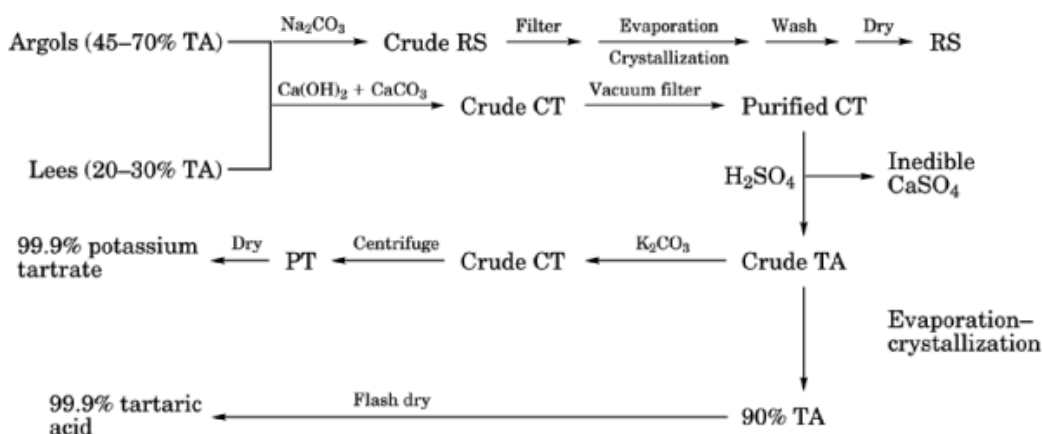 Na₂CO₃ Filter Evaporation Wash Dry
Argols (45–70% TA) Crude RS RS
Crystallization
Ca(OH)₂ + CaCO₃ Vacuum filter
Crude CT Purified CT
Lees (20–30% TA) H₂SO₄ Inedible
CaSO₄
99.9% potassium Dry Centrifuge K₂CO₃
tartrate PT Crude CT Crude TA
Evaporation–
crystallization
99.9% tartaric Flash dry
acid 90% TA